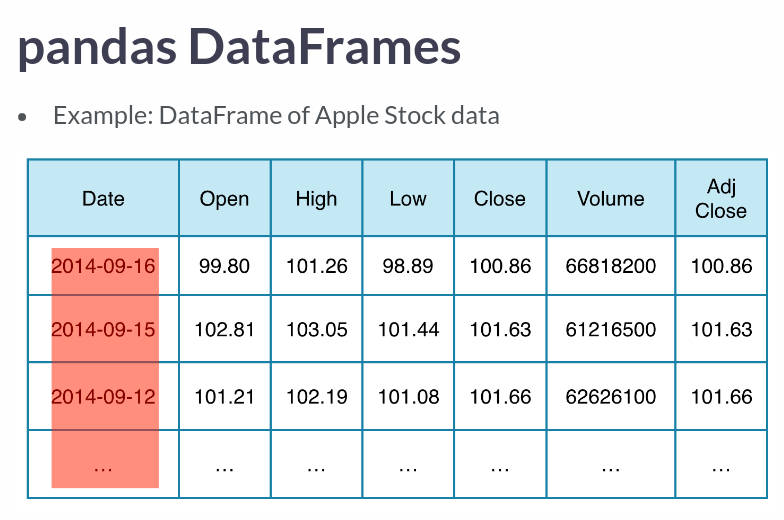 pandas DataFrames
• Example: DataFrame of Apple Stock data
Date Open High Low Close Volume Adj Close
2014-09-16 99.80 101.26 98.89 100.86 66818200 100.86
2014-09-15 102.81 103.05 101.44 101.63 61216500 101.63
2014-09-12 101.21 102.19 101.08 101.66 62626100 101.66
... ... ... ... ... ... ...